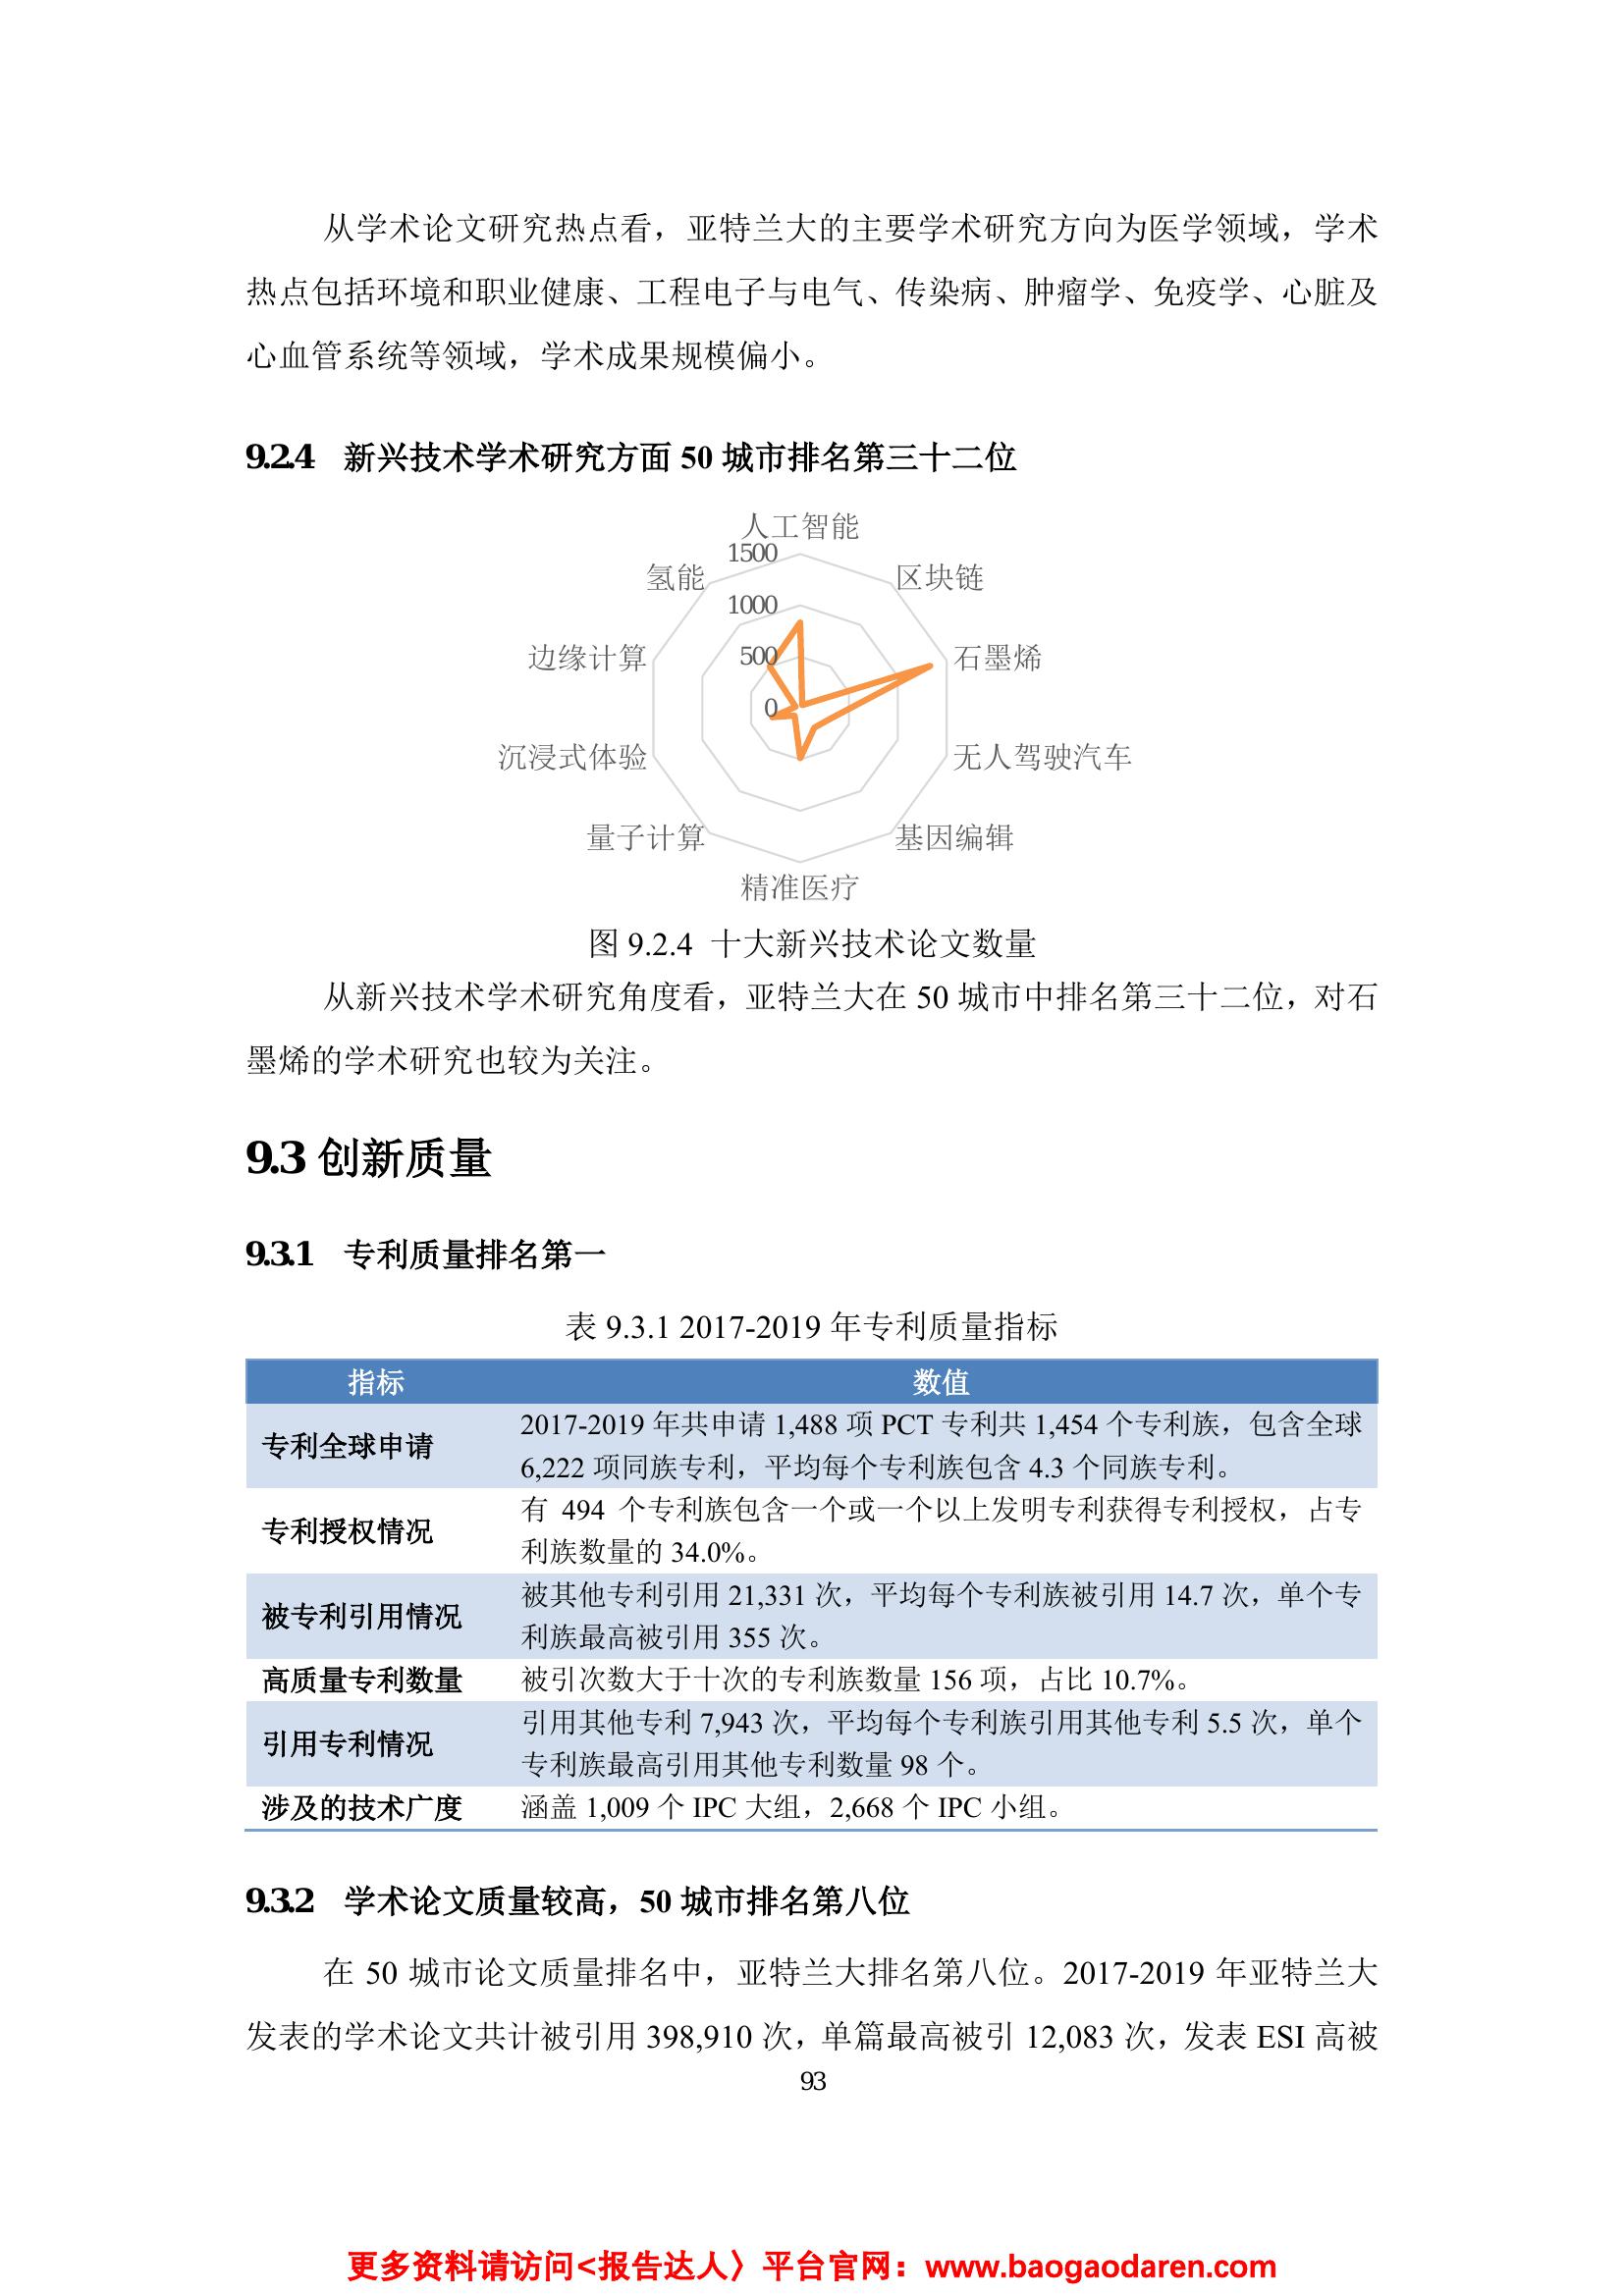 从学术论文研究热点看，亚特兰大的主要学术研究方向为医学领域，学术
热点包括环境和职业健康、工程电子与电气、传染病、肿瘤学、免疫学、心脏及
心血管系统等领域，学术成果规模偏小。
9.2.4 新兴技术学术研究方面 50 城市排名第三十二位
人工智能
1500
氢能
区块链
1000
500
边缘计算
石墨烯
0
沉浸式体验
无人驾驶汽车
量子计算
基因编辑
精准医疗
图 9.2.4 十大新兴技术论文数量
从新兴技术学术研究角度看，亚特兰大在 50 城市中排名第三十二位，对石
墨烯的学术研究也较为关注。
9.3 创新质量
9.3.1 专利质量排名第一
表 9.3.1 2017-2019 年专利质量指标
指标 数值
专利全球申请
2017-2019 年共申请 1,488 项 PCT 专利共 1,454 个专利族，包含全球
6,222 项同族专利，平均每个专利族包含 4.3 个同族专利。
专利授权情况
有 494 个专利族包含一个或一个以上发明专利获得专利授权，占专
利族数量的 34.0%。
被专利引用情况
被其他专利引用 21,331 次，平均每个专利族被引用 14.7 次，单个专
利族最高被引用 355 次。
高质量专利数量 被引次数大于十次的专利族数量 156 项，占比 10.7%。
引用专利情况
引用其他专利 7,943 次，平均每个专利族引用其他专利 5.5 次，单个
专利族最高引用其他专利数量 98 个。
涉及的技术广度 涵盖 1,009 个 IPC 大组，2,668 个 IPC 小组。
9.3.2 学术论文质量较高，50 城市排名第八位
在 50 城市论文质量排名中，亚特兰大排名第八位。2017-2019 年亚特兰大
发表的学术论文共计被引用 398,910 次，单篇最高被引 12,083 次，发表 ESI 高被
93
更多资料请访问<报告达人〉平台官网：www.baogaodaren.com